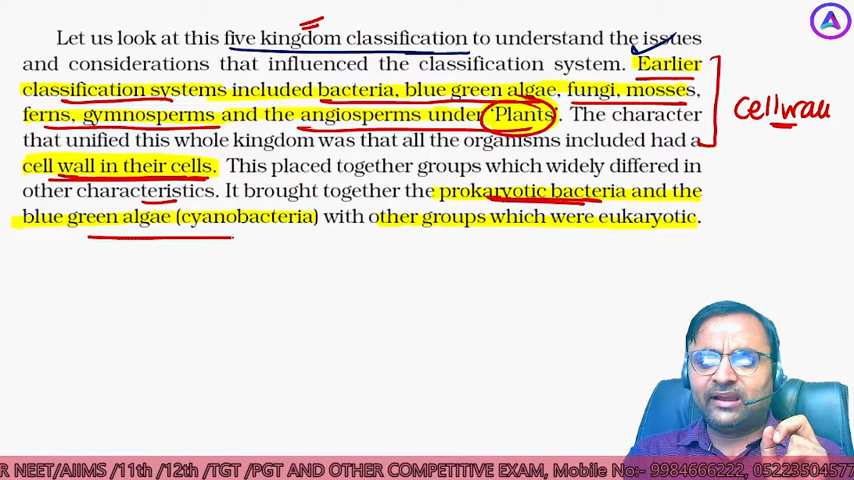 Let us look at this five kingdom classification to understand the issues
and considerations that influenced the classification system. Earlier
classification systems included bacteria, blue green algae, fungi, mosses,
ferns, gymnosperms and the angiosperms under 'Plants'. The character
that unified this whole kingdom was that all the organisms included had a
cell wall in their cells. This placed together groups which widely differed in
other characteristics. It brought together the prokaryotic bacteria and the
blue green algae (cyanobacteria) with other groups which were eukaryotic.
cell wall
A
R NEET/AIIMS /11th /12th /TGT /PGT AND OTHER COMPETITIVE EXAM, Mobile No:- 9984666222, 05223504577